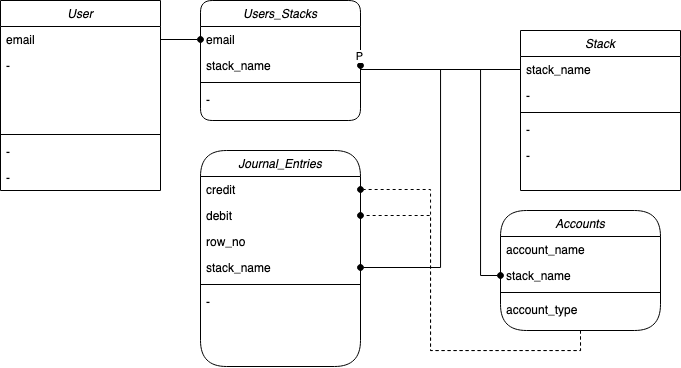 User
email
-
-
-
Users_Stacks
email
stack_name
P
-
Stack
stack_name
-
-
-
Journal_Entries
credit
debit
row_no
stack_name
-
Accounts
account_name
stack_name
account_type